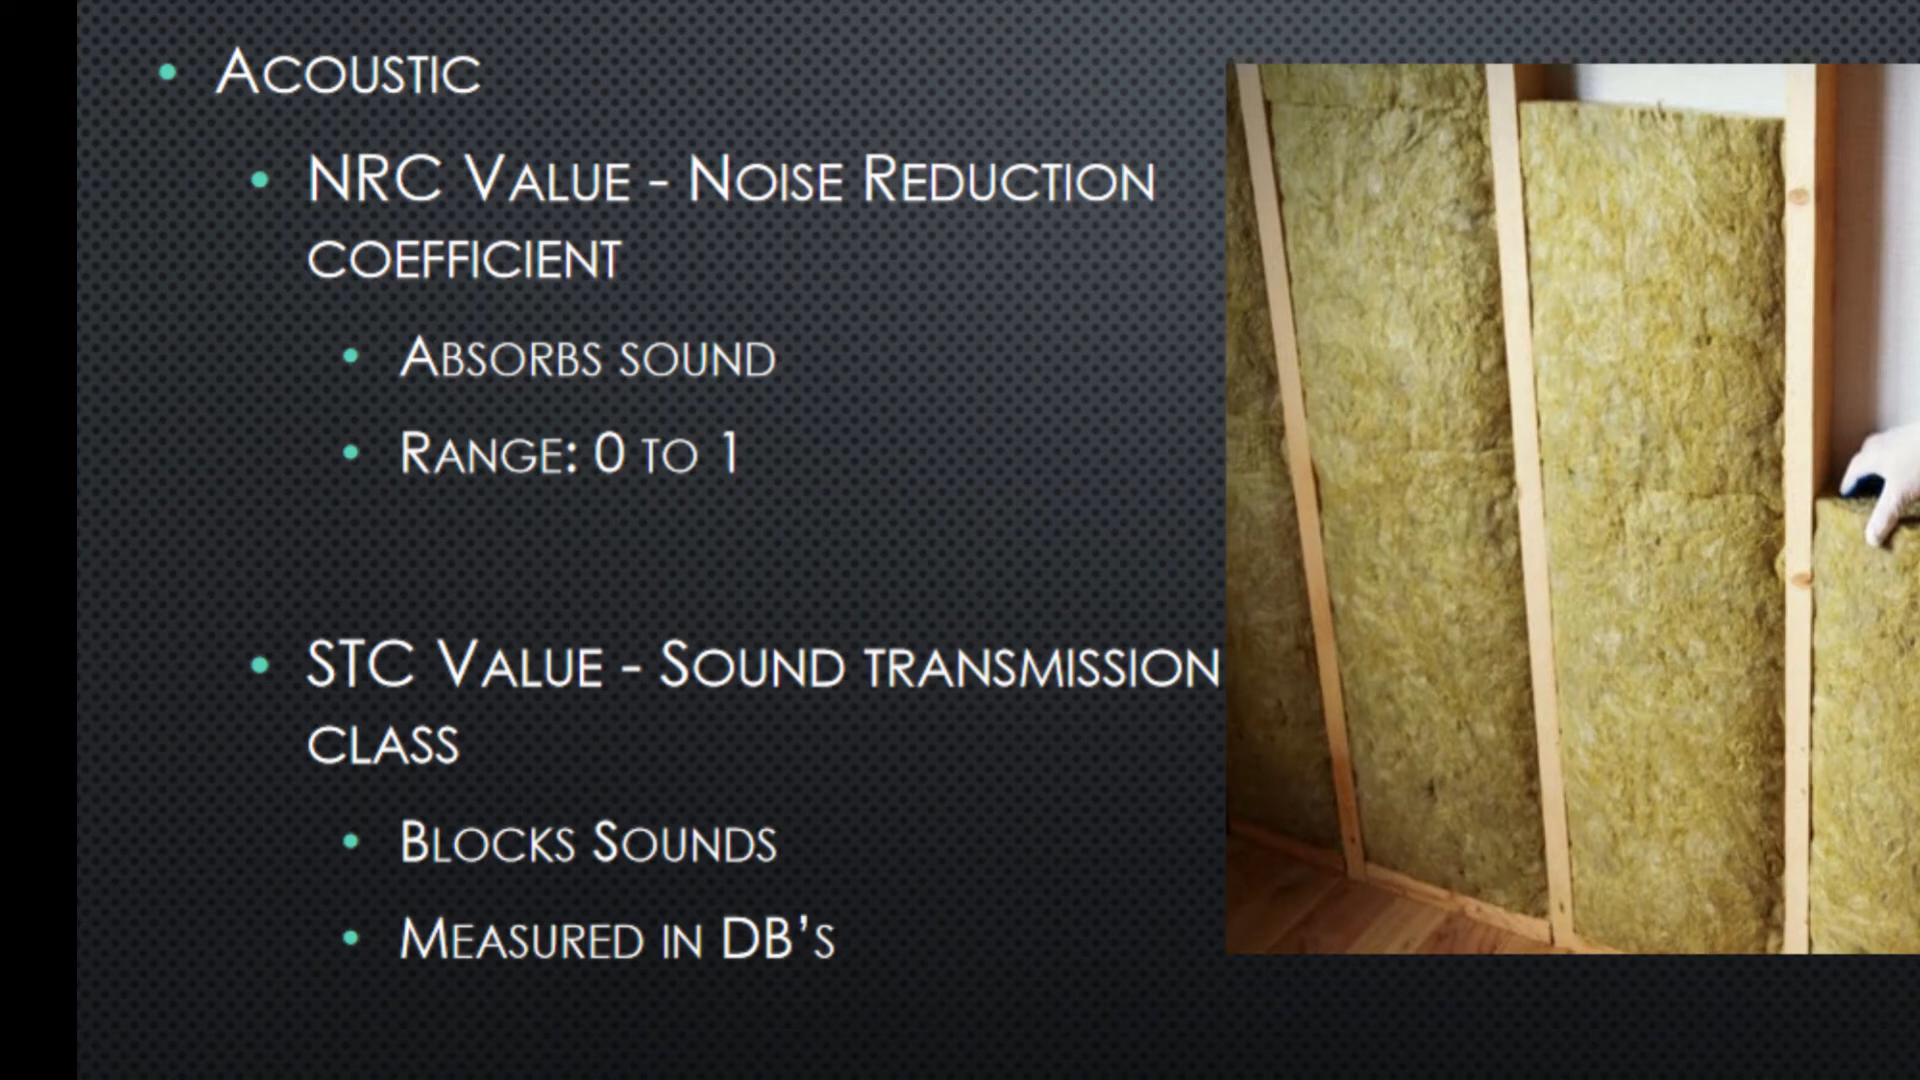 Acoustic
NRC Value - Noise Reduction
coefficient
Absorbs sound
Range: 0 to 1
STC Value - Sound transmission
class
Blocks Sounds
Measured in DB's